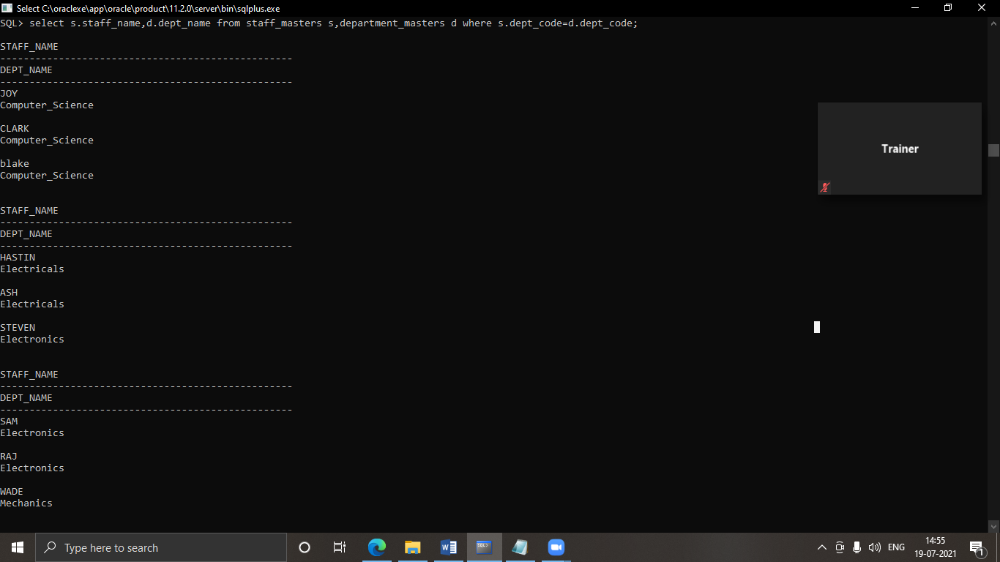 Select C:\oraclexe\app\oracle\product\11.2.0\server\bin\sqlplus.exe
SQL> select s.staff_name,d.dept_name from staff_masters s,department_masters d where s.dept_code=d.dept_code;
STAFF_NAME
--------------------------------------------------
DEPT_NAME
--------------------------------------------------
JOY
Computer_Science
CLARK
Computer_Science
blake
Computer_Science
STAFF_NAME
--------------------------------------------------
DEPT_NAME
--------------------------------------------------
HASTIN
Electricals
ASH
Electricals
STEVEN
Electronics
STAFF_NAME
--------------------------------------------------
DEPT_NAME
--------------------------------------------------
SAM
Electronics
RAJ
Electronics
WADE
Mechanics
Trainer
Type here to search
W
SQL>
ENG
14:55
19-07-2021
1